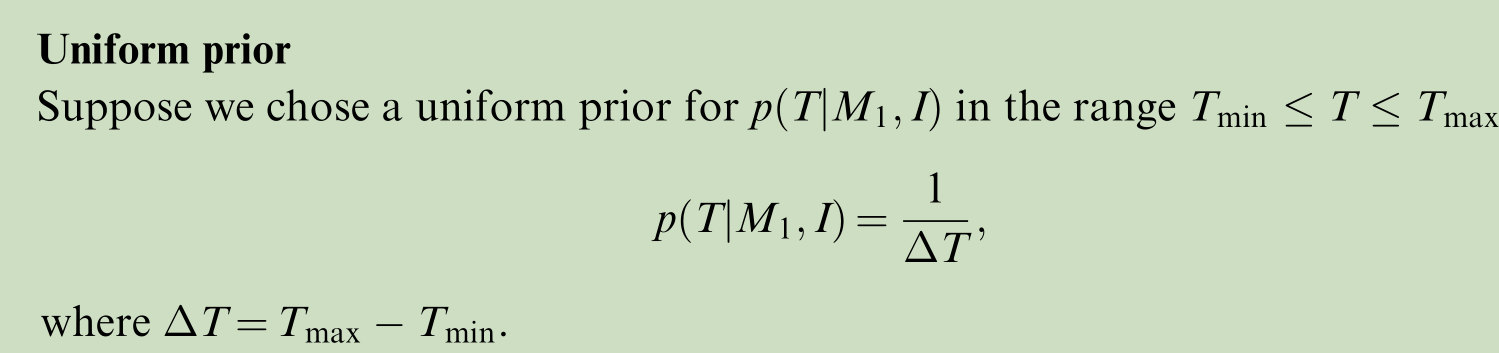 Uniform prior
Suppose we chose a uniform prior for p(T|M₁, I) in the range T_min ≤ T ≤ T_max
p(T|M₁, I) = 1/ΔT,
where ΔT = T_max − T_min.